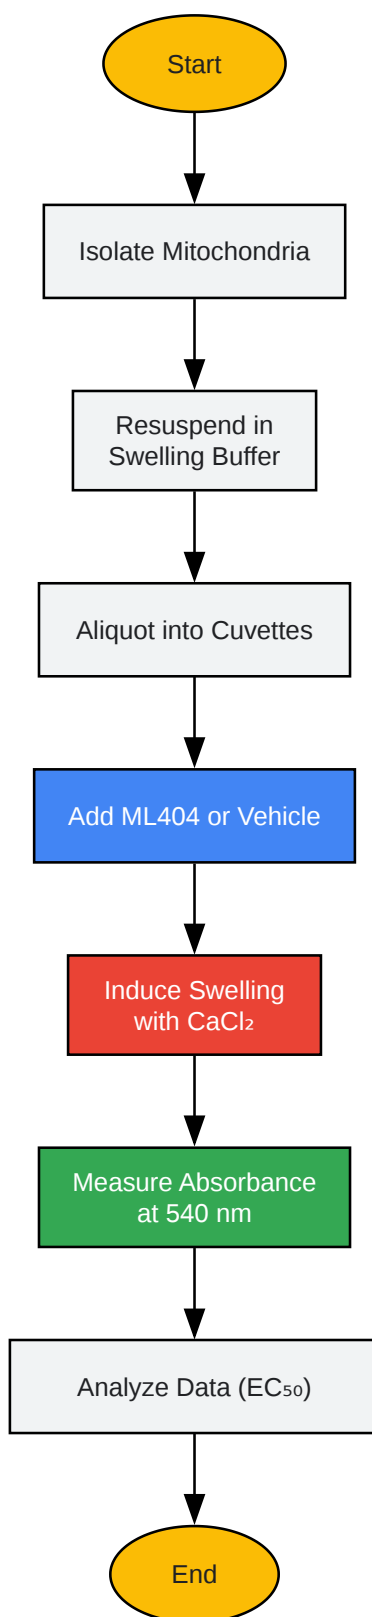 Start
Isolate Mitochondria
Resuspend in
Swelling Buffer
Aliquot into Cuvettes
Add ML404 or Vehicle
Induce Swelling
with CaCl₂
Measure Absorbance
at 540 nm
Analyze Data (EC₅₀)
End